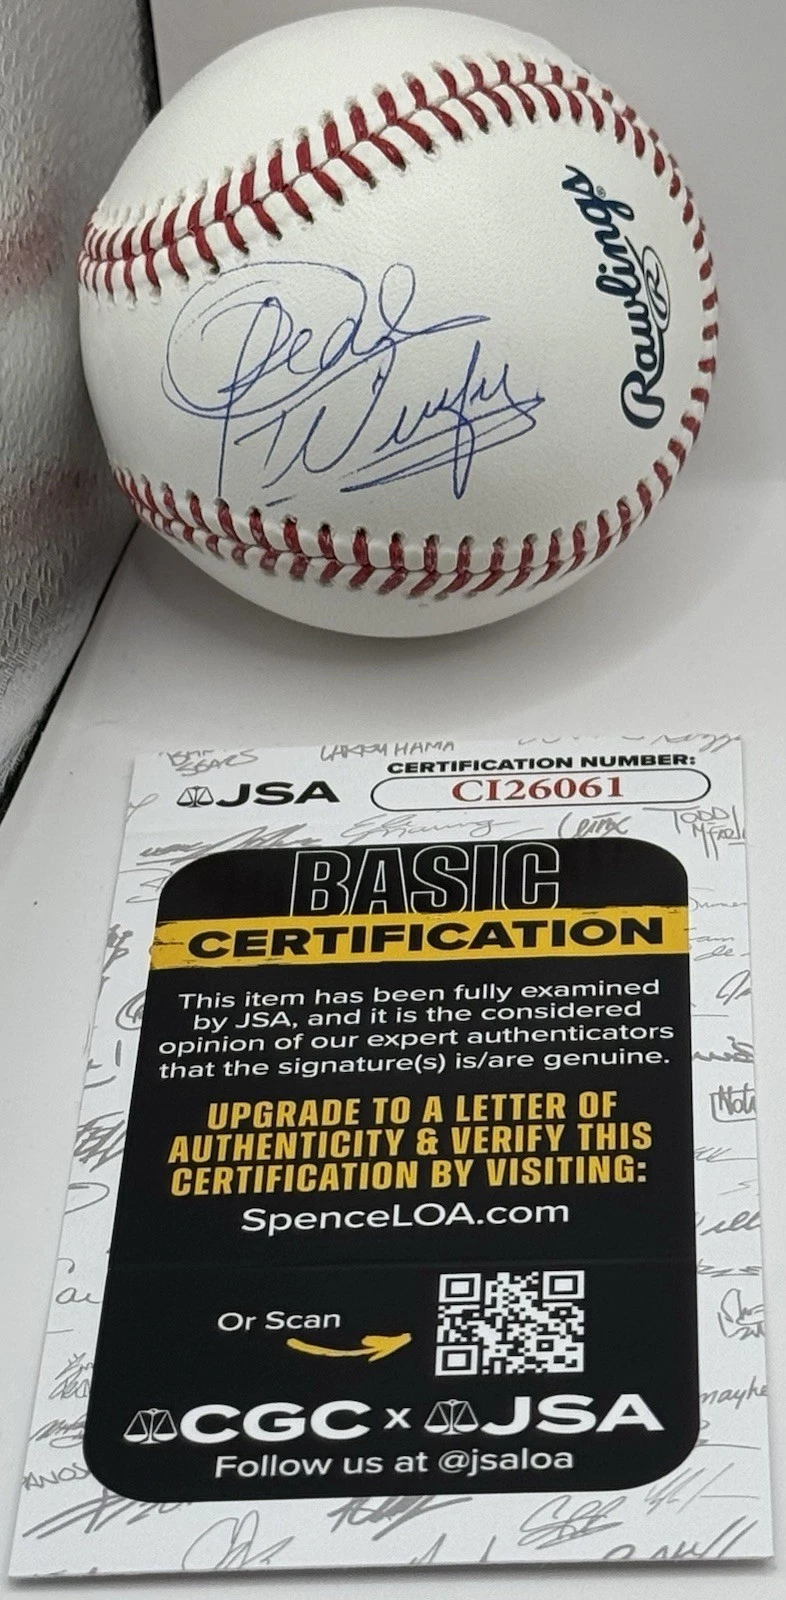 Rawlings®
R
LARRY HAMA
JSA
CERTIFICATION NUMBER:
CI26061
BASIC
CERTIFICATION
This item has been fully examined
by JSA, and it is the considered
opinion of our expert authenticators
that the signature(s) is/are genuine.
UPGRADE TO A LETTER OF
AUTHENTICITY & VERIFY THIS
CERTIFICATION BY VISITING:
SpenceLOA.com
Or Scan
CGC x JSA
Follow us at @jsaloa